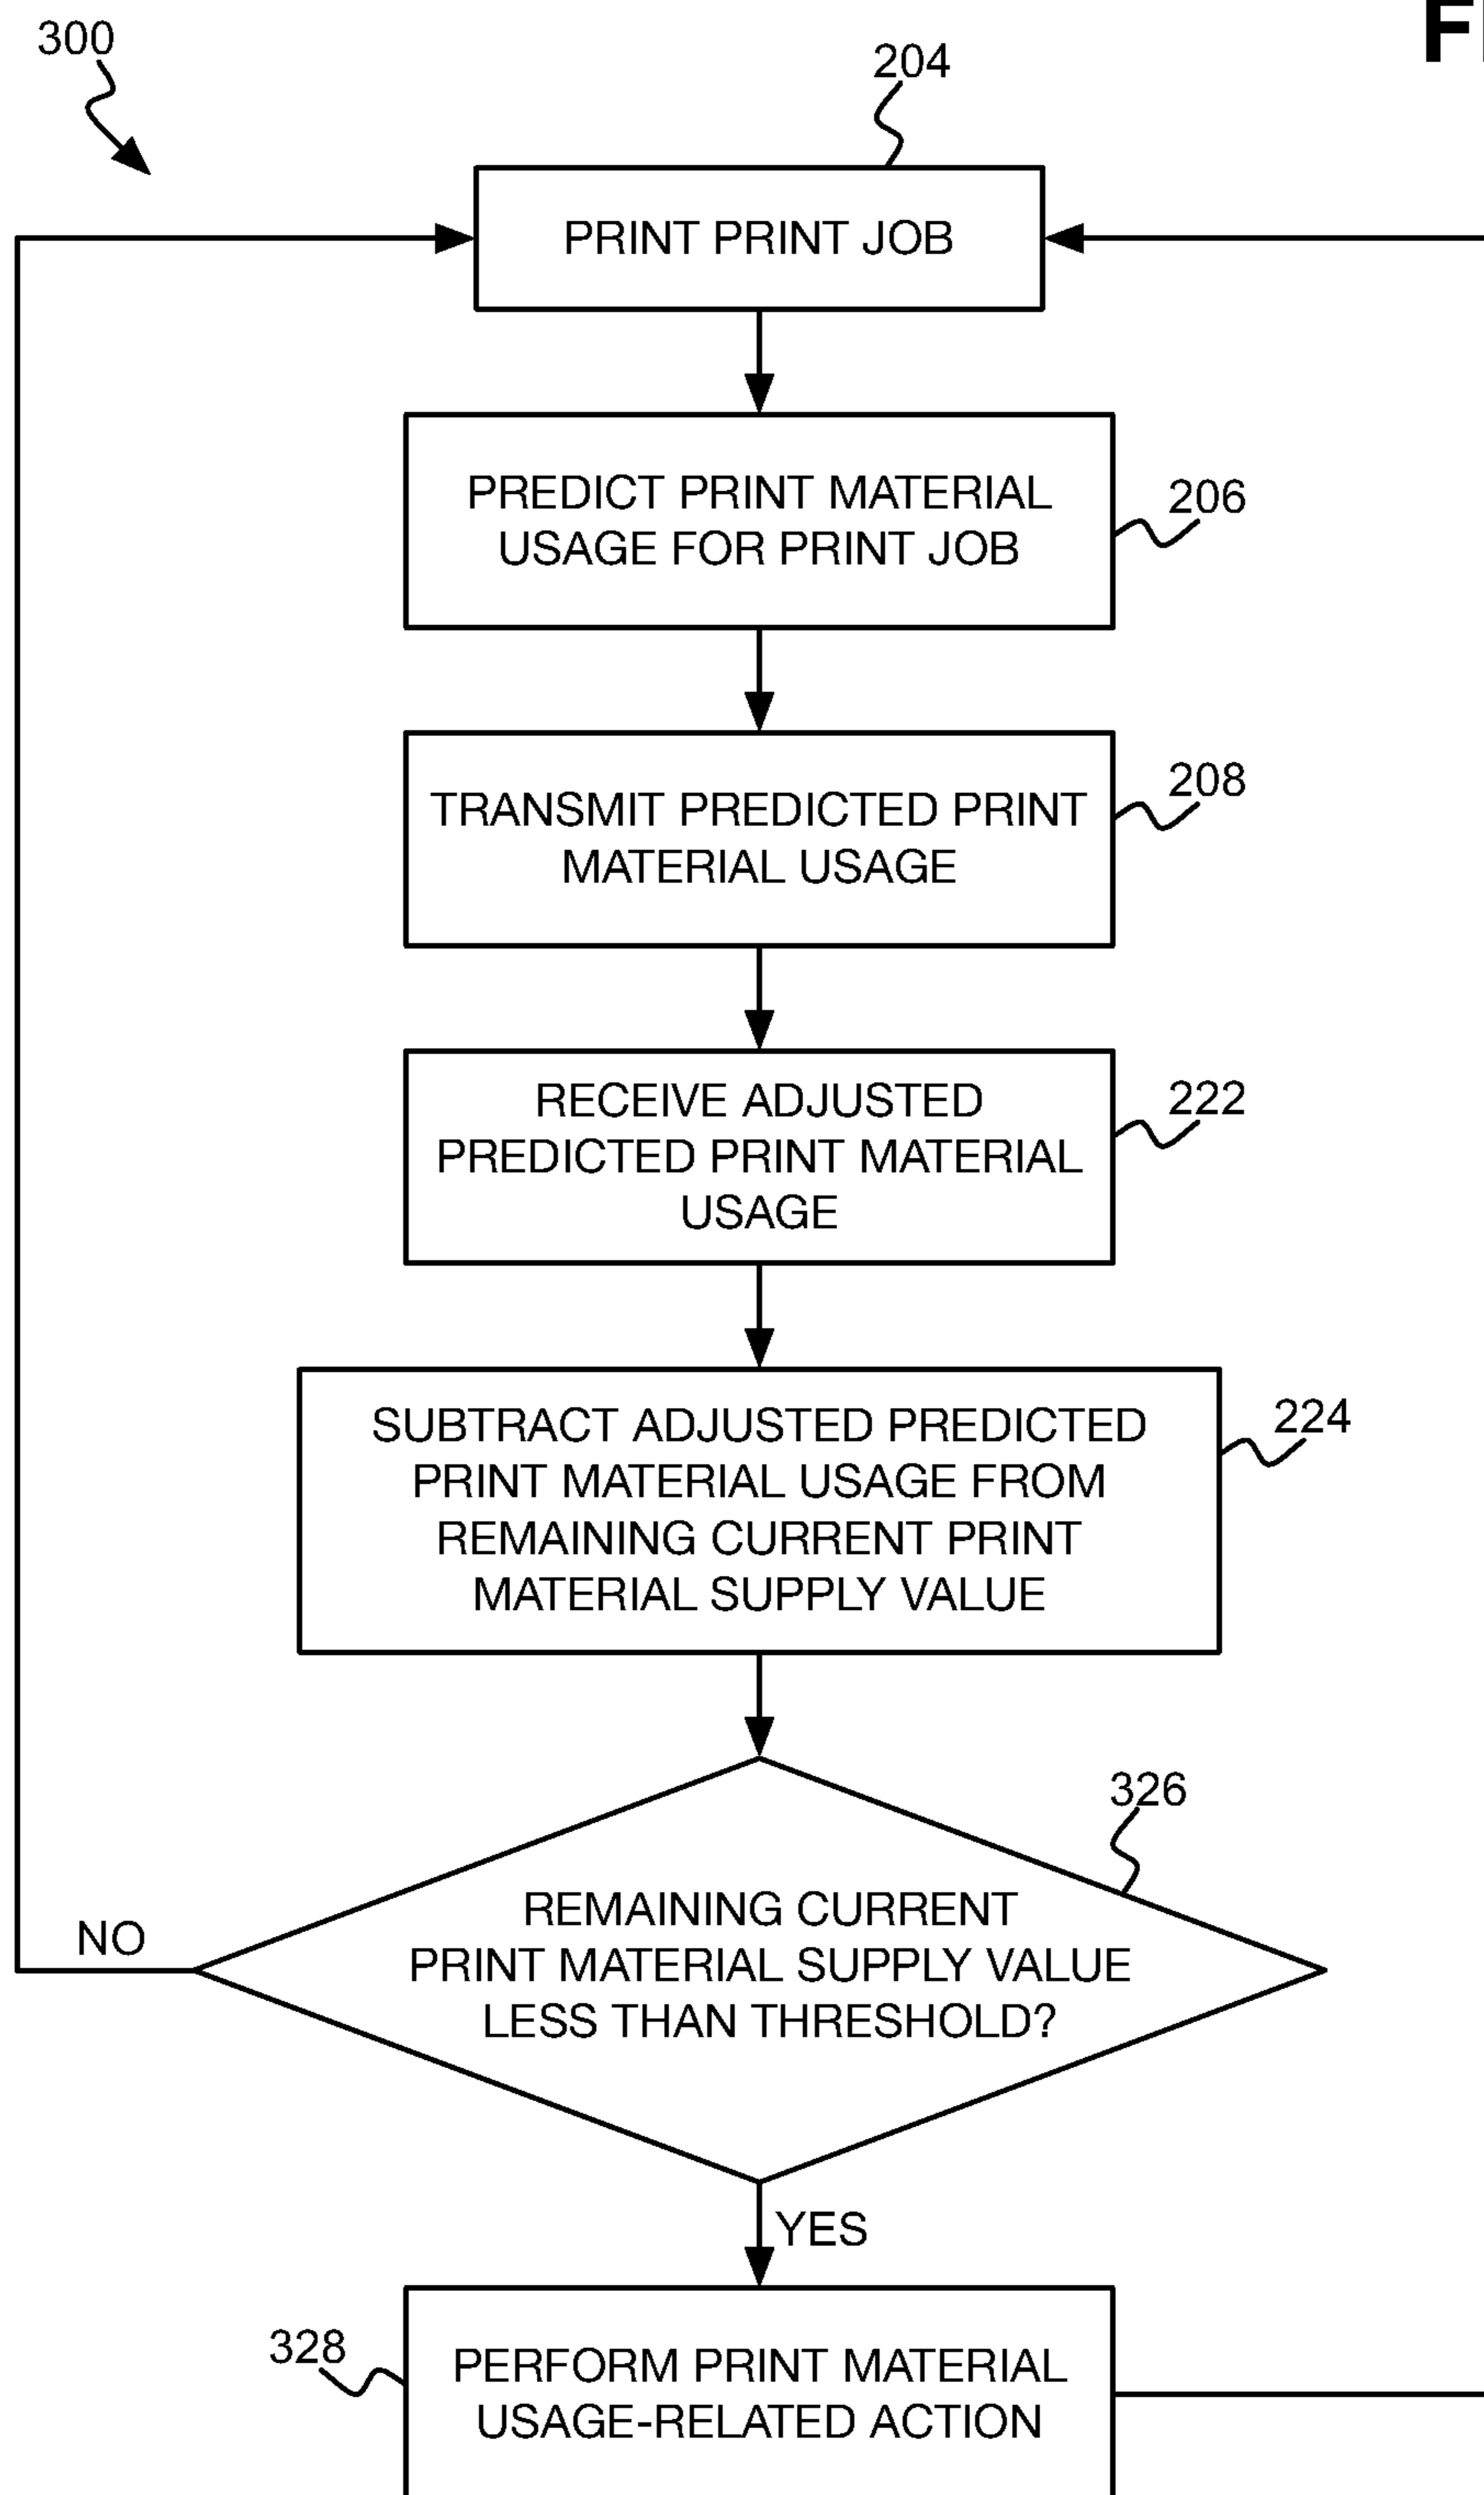 300
204
PRINT PRINT JOB
PREDICT PRINT MATERIAL
USAGE FOR PRINT JOB
206
TRANSMIT PREDICTED PRINT
MATERIAL USAGE
208
RECEIVE ADJUSTED
PREDICTED PRINT MATERIAL
USAGE
222
SUBTRACT ADJUSTED PREDICTED
PRINT MATERIAL USAGE FROM
REMAINING CURRENT PRINT
MATERIAL SUPPLY VALUE
224
326
REMAINING CURRENT
PRINT MATERIAL SUPPLY VALUE
LESS THAN THRESHOLD?
NO
YES
328
PERFORM PRINT MATERIAL
USAGE-RELATED ACTION